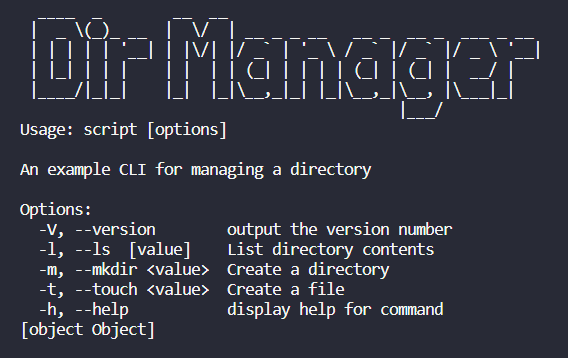 Dir Manager
Usage: script [options]
An example CLI for managing a directory
Options:
-V, --version output the version number
-l, --ls [value] List directory contents
-m, --mkdir <value> Create a directory
-t, --touch <value> Create a file
-h, --help display help for command
[object Object]